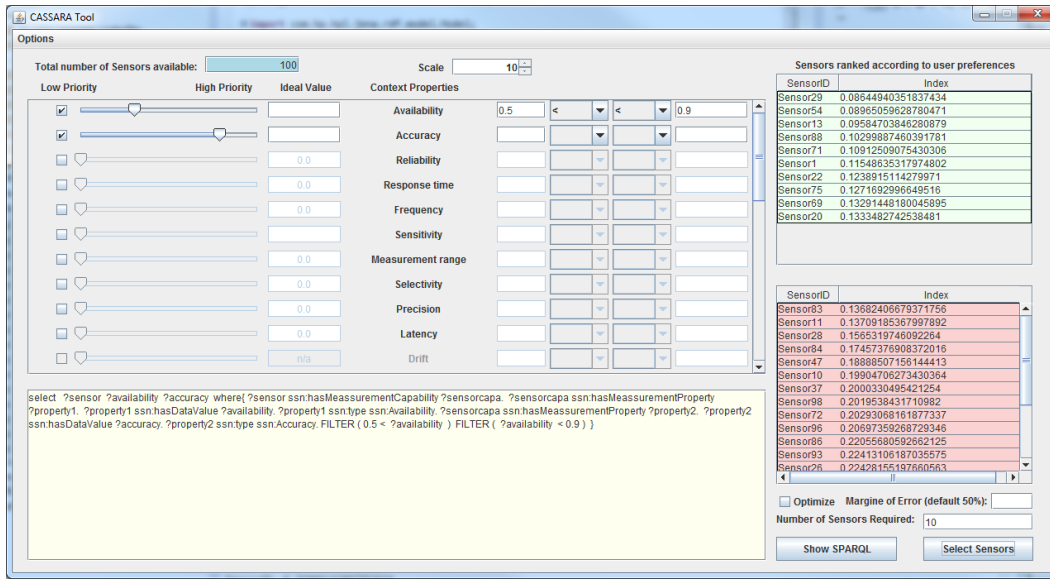 CASSARA Tool
Options
Total number of Sensors available: 100 Scale 10
Low Priority High Priority Ideal Value Context Properties
Availability 0.5 < < 0.9
Accuracy
0.0 Reliability
0.0 Response time
0.0 Frequency
0.0 Sensitivity
0.0 Measurement range
0.0 Selectivity
0.0 Precision
0.0 Latency
n/a Drift
select ?sensor ?availability ?accuracy where{ ?sensor ssn:hasMeassurementCapability ?sensorcapa. ?sensorcapa ssn:hasMeassurementProperty
?property1. ?property1 ssn:hasDataValue ?availability. ?property1 ssn:type ssn:Availability. ?sensorcapa ssn:hasMeassurementProperty ?property2. ?property2
ssn:hasDataValue ?accuracy. ?property2 ssn:type ssn:Accuracy. FILTER ( 0.5 < ?availability ) FILTER ( ?availability < 0.9 ) }
Sensors ranked according to user preferences
SensorID Index
Sensor29 0.08644940351837434
Sensor54 0.08965059628780471
Sensor13 0.09584703846280879
Sensor88 0.10299887460391781
Sensor71 0.10912509075430306
Sensor1 0.11548635317974802
Sensor22 0.1238915114279971
Sensor75 0.1271692996649516
Sensor69 0.13291448180045895
Sensor20 0.1333482742538481
SensorID Index
Sensor83 0.13682406679371756
Sensor11 0.13709185367997892
Sensor28 0.1565319746092264
Sensor84 0.17457376908372016
Sensor47 0.18888507156144413
Sensor10 0.19904706273430364
Sensor37 0.2000330495421254
Sensor98 0.2019538431710982
Sensor72 0.20293068161877337
Sensor96 0.20697359268729346
Sensor86 0.22055680592662125
Sensor93 0.22413106187035575
Sensor26 0.22428155197660563
Optimize Margine of Error (default 50%):
Number of Sensors Required: 10
Show SPARQL Select Sensors